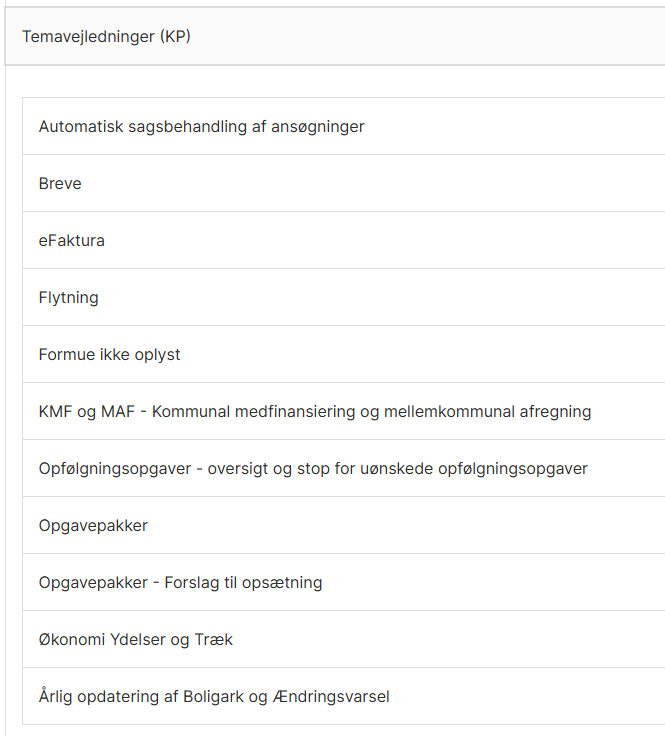 Temavejledninger (KP)
Automatisk sagsbehandling af ansøgninger
Breve
eFaktura
Flytning
Formue ikke oplyst
KMF og MAF - Kommunal medfinansiering og mellemkommunal afregning
Opfølgningsopgaver - oversigt og stop for uønskede opfølgningsopgaver
Opgavepakker
Opgavepakker - Forslag til opsætning
Økonomi Ydelser og Træk
Årlig opdatering af Boligark og Ændringsvarsel